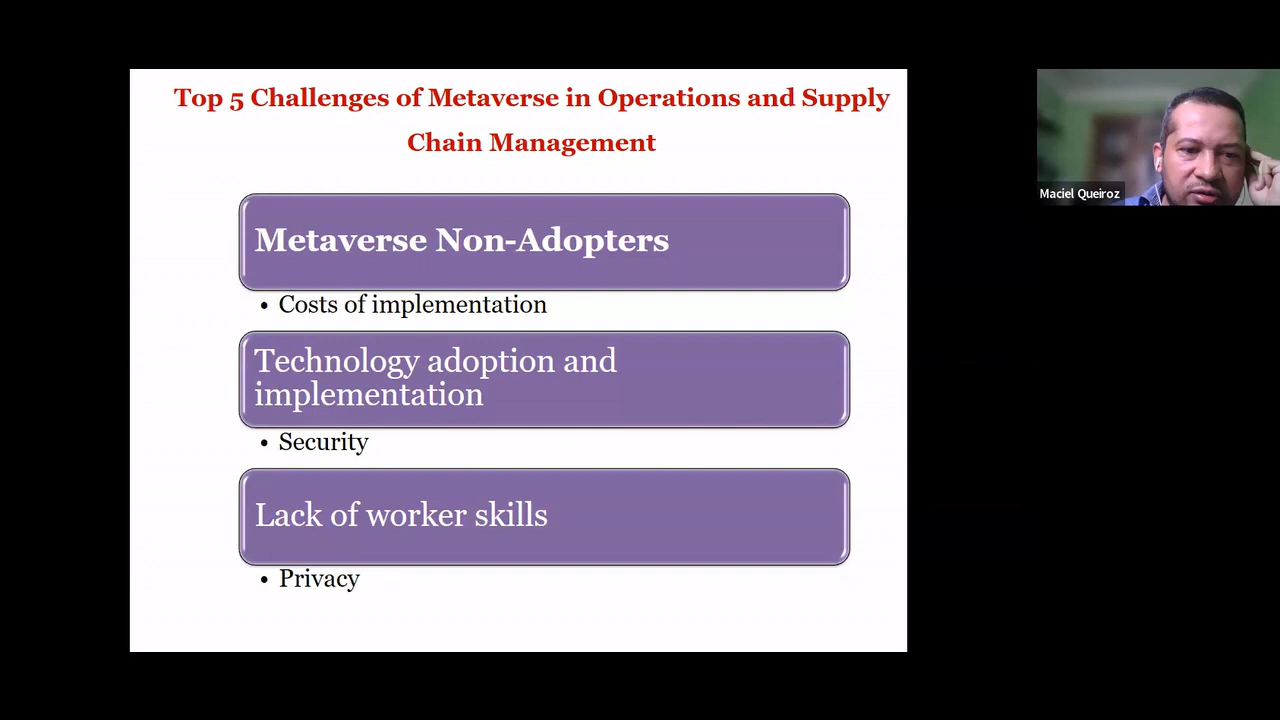 Top 5 Challenges of Metaverse in Operations and Supply
Chain Management
Metaverse Non-Adopters
• Costs of implementation
Technology adoption and
implementation
• Security
Lack of worker skills
• Privacy
Maciel Queiroz